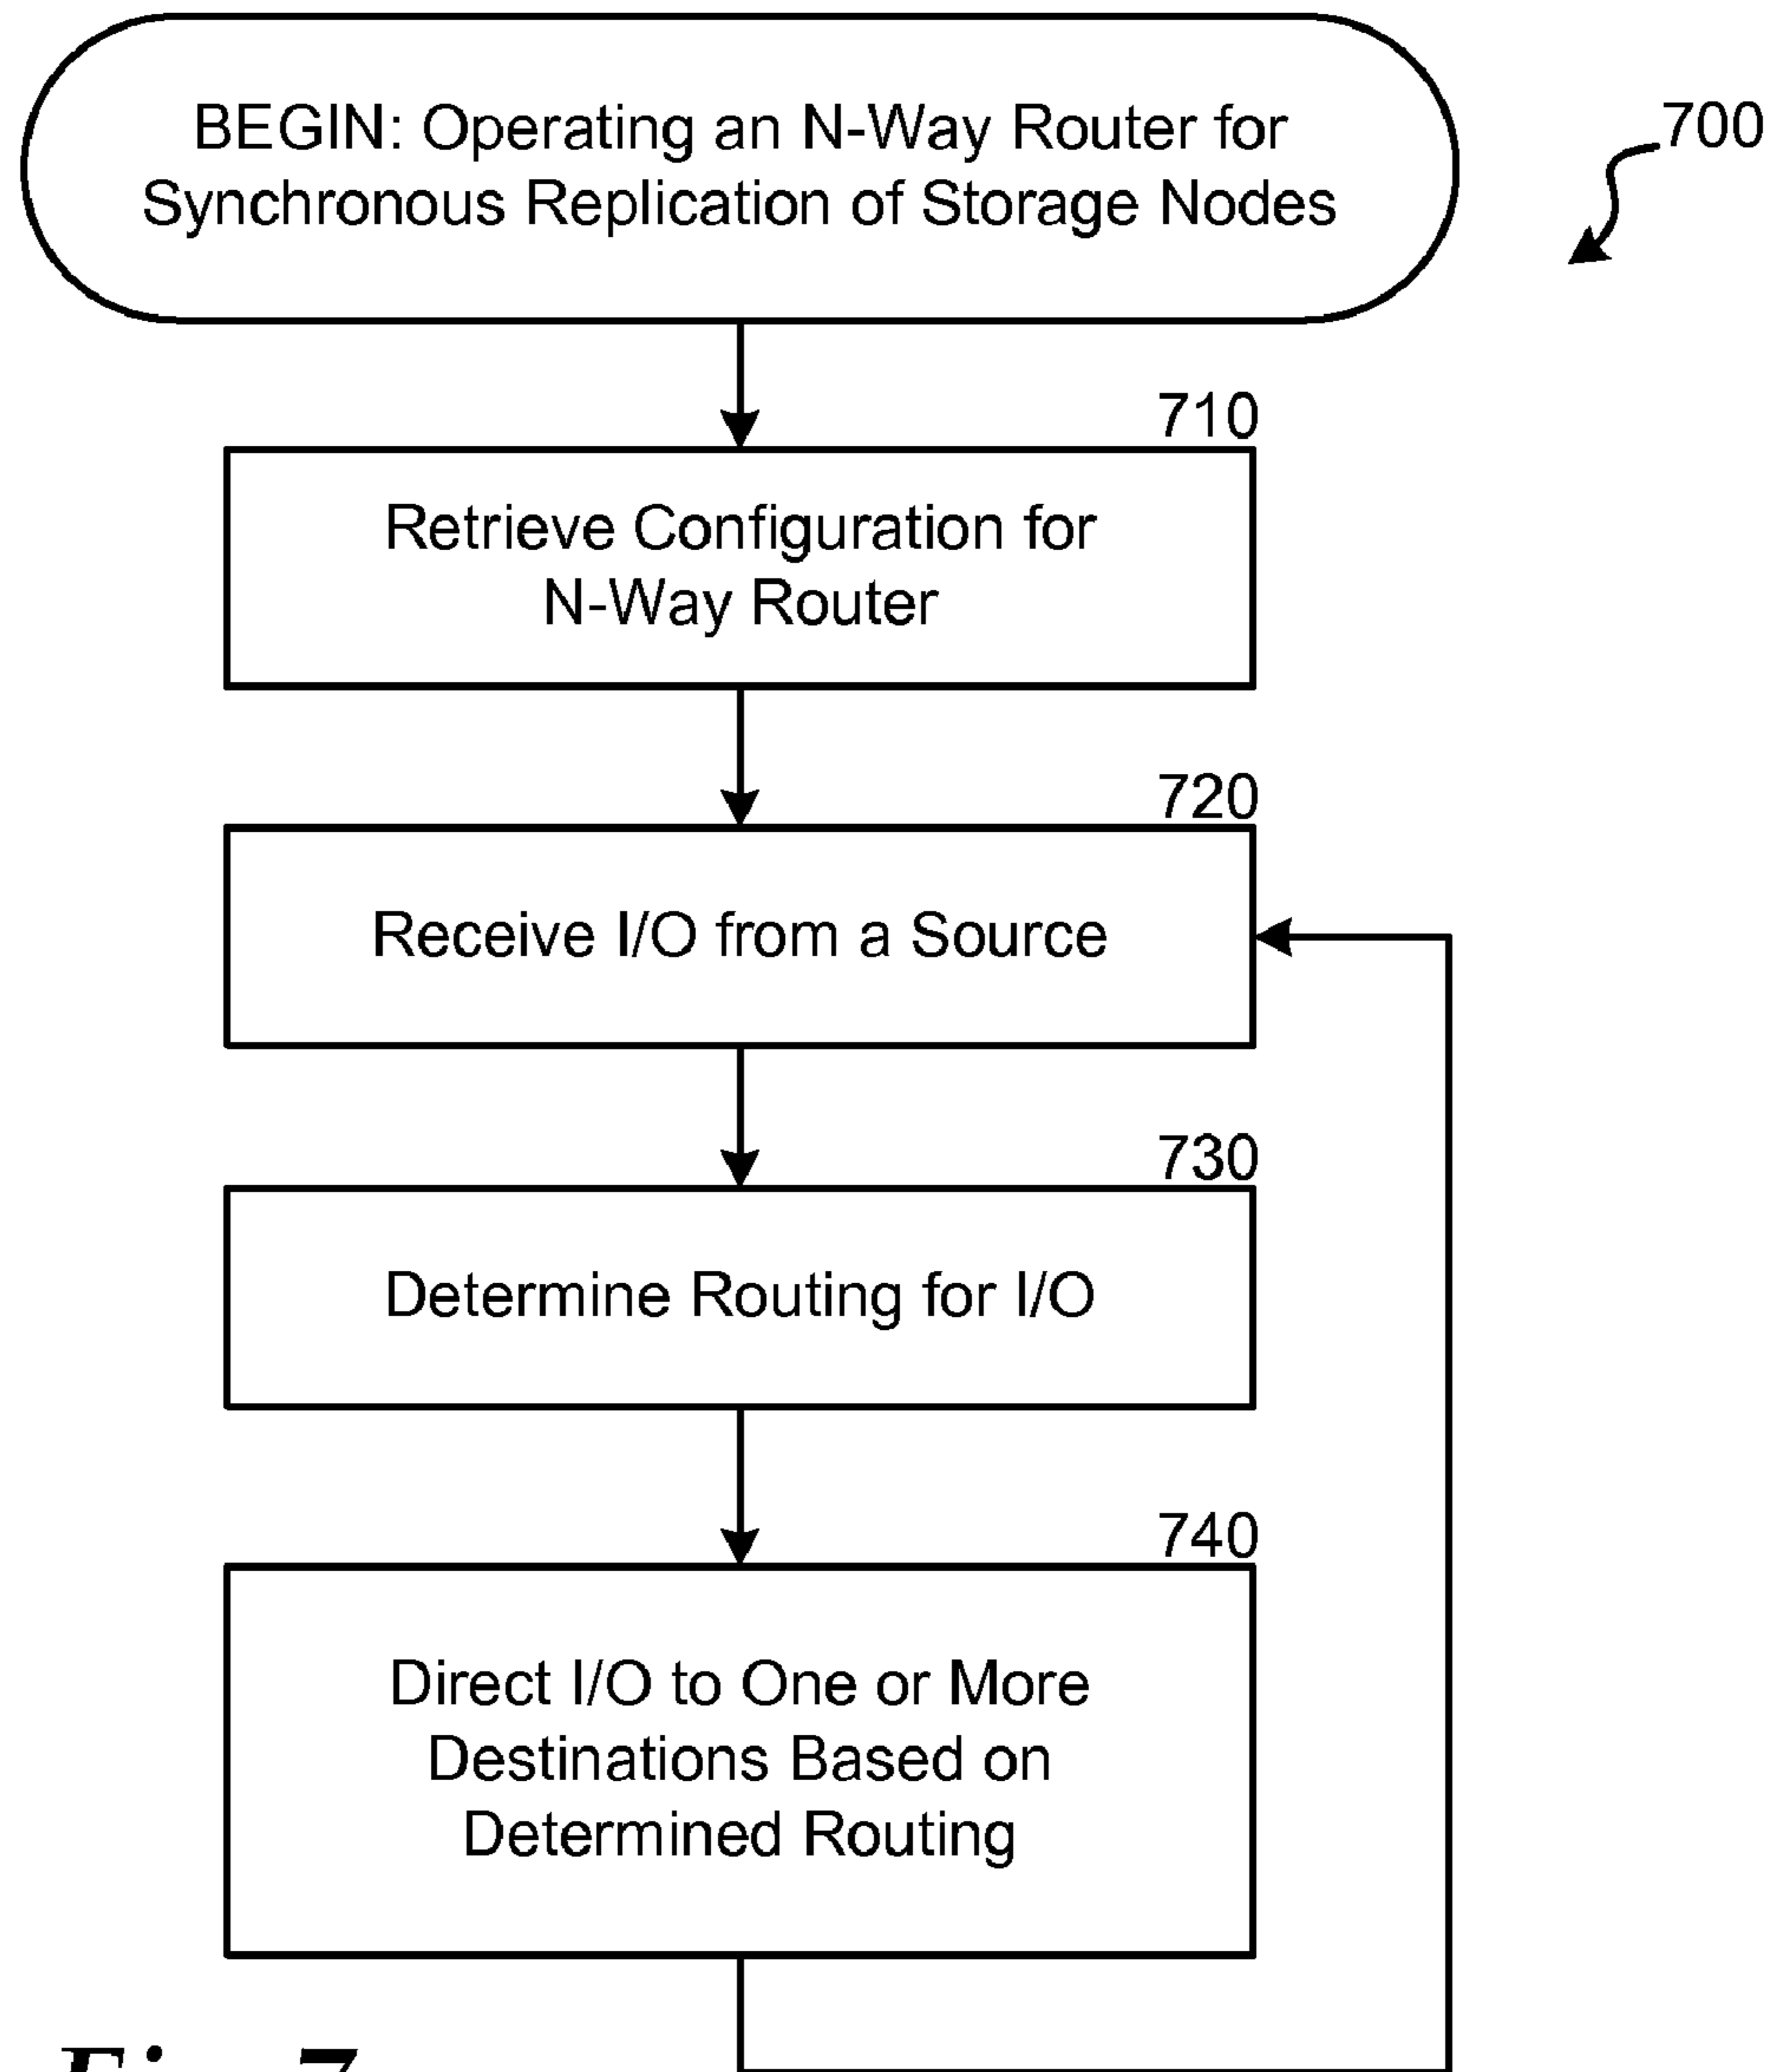 BEGIN: Operating an N-Way Router for
Synchronous Replication of Storage Nodes
700
710
Retrieve Configuration for
N-Way Router
720
Receive I/O from a Source
730
Determine Routing for I/O
740
Direct I/O to One or More
Destinations Based on
Determined Routing